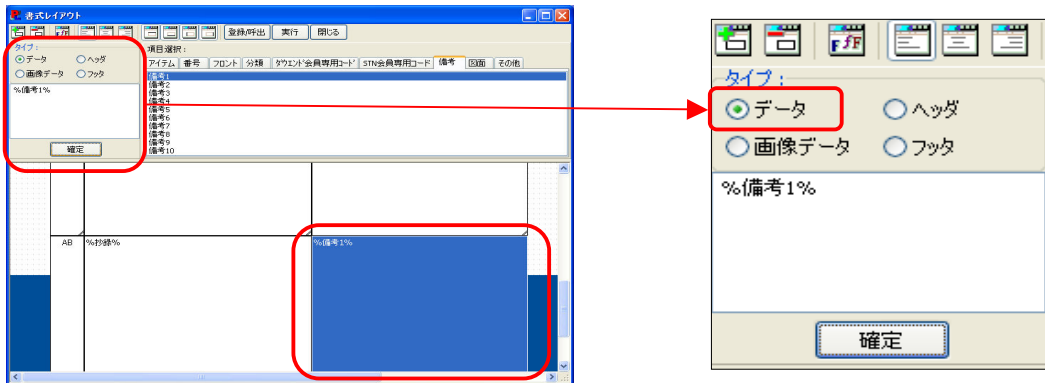 書式レイアウト
登録/呼出 実行 閉じる
タイプ：
データ ヘッダ
画像データ フッタ
%備考1%
確定
項目選択：
アイテム 番号 フロント 分類 ダウエント会員専用コード STN会員専用コード 備考 図面 その他
備考1
備考2
備考3
備考4
備考5
備考6
備考7
備考8
備考9
備考10
AB %抄録% %備考1%
F fF
タイプ：
データ ヘッダ
画像データ フッタ
%備考1%
確定